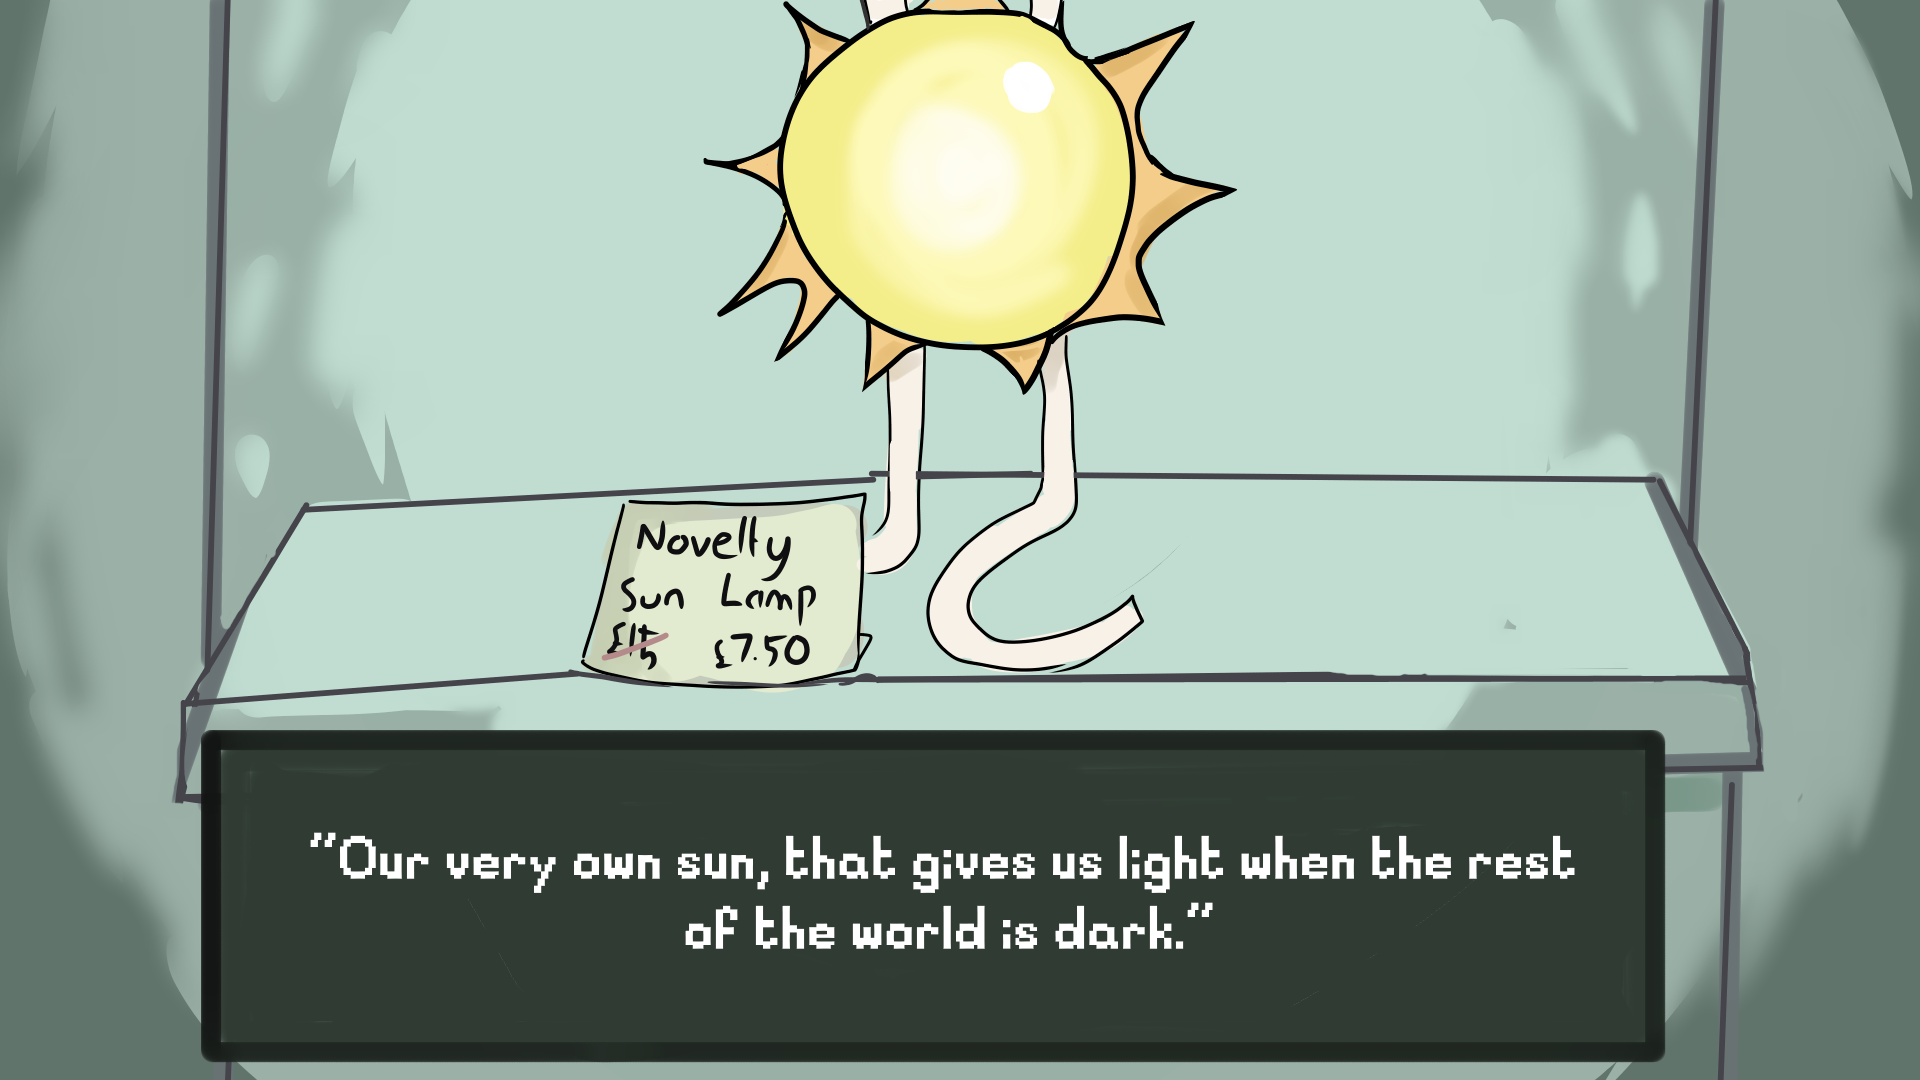 Novelty
Sun Lamp
£15 £7.50
"Our very own sun, that gives us light when the rest
of the world is dark."